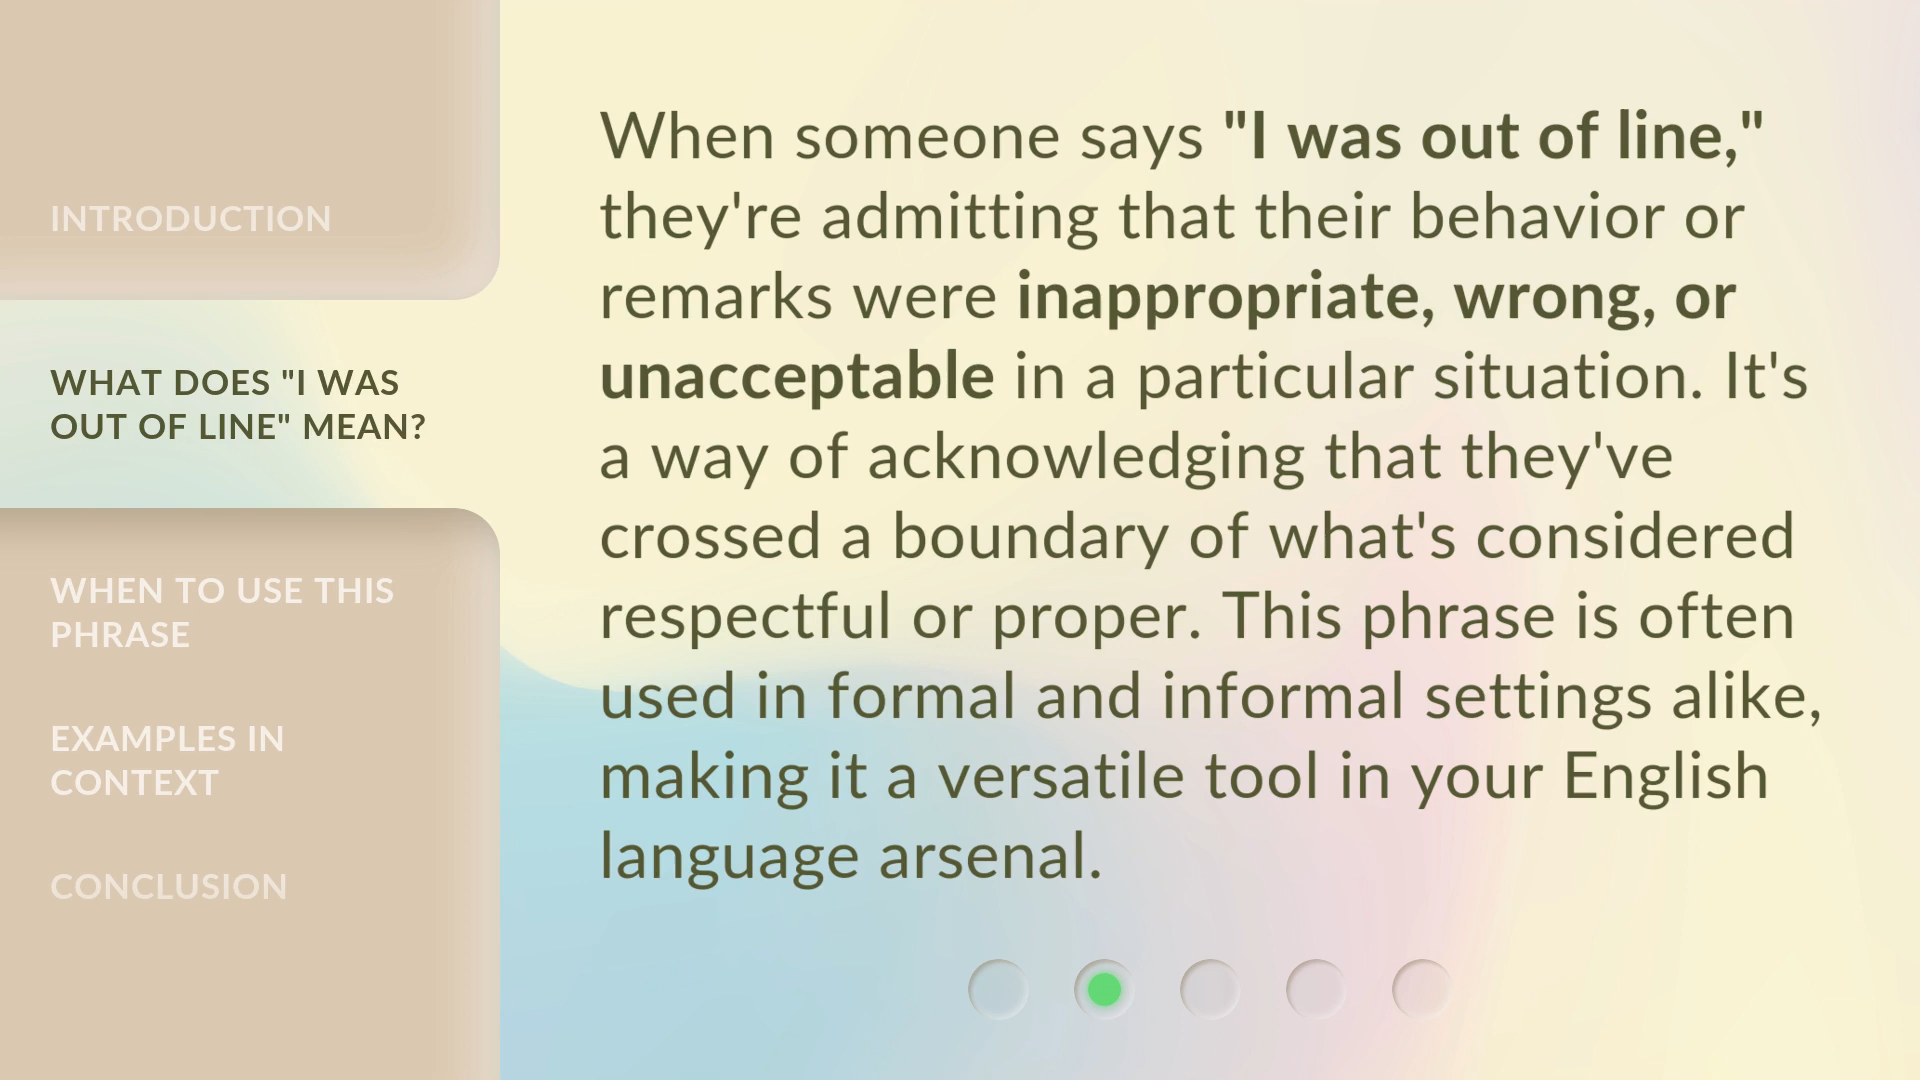 INTRODUCTION
WHAT DOES "I WAS
OUT OF LINE" MEAN?
WHEN TO USE THIS
PHRASE
EXAMPLES IN
CONTEXT
CONCLUSION
When someone says "I was out of line,"
they're admitting that their behavior or
remarks were inappropriate, wrong, or
unacceptable in a particular situation. It's
a way of acknowledging that they've
crossed a boundary of what's considered
respectful or proper. This phrase is often
used in formal and informal settings alike,
making it a versatile tool in your English
language arsenal.